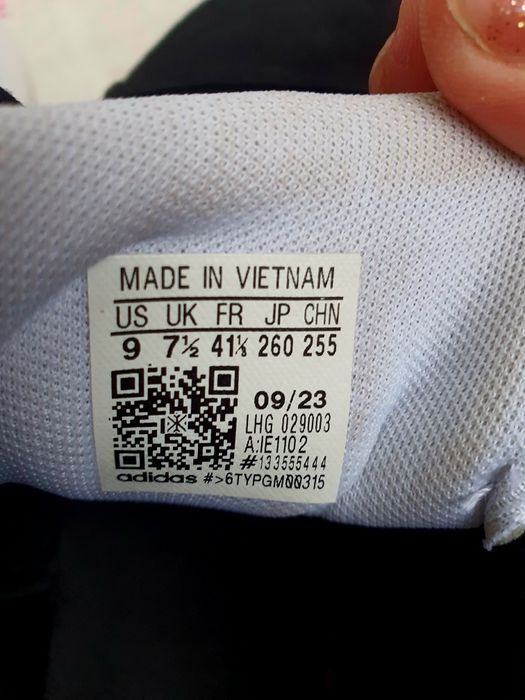 MADE IN VIETNAM
US UK FR JP CHN
9 7½ 41⅓ 260 255
09/23
LHG 029003
A:IE1102
#133555444
adidas #>6TYPGM00315